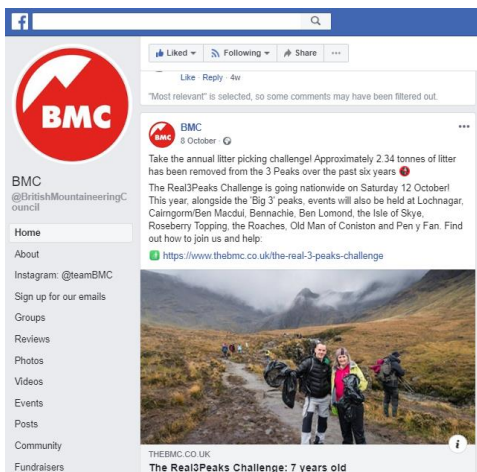 f
BMC
BMC
@BritishMountaineeringC
ouncil
Home
About
Instagram: @teamBMC
Sign up for our emails
Groups
Reviews
Photos
Videos
Events
Posts
Community
Fundraisers
Liked
Following
Share
Like · Reply · 4w
"Most relevant" is selected, so some comments may have been filtered out.
BMC
BMC
8 October ·
Take the annual litter picking challenge! Approximately 2.34 tonnes of litter
has been removed from the 3 Peaks over the past six years
The Real3Peaks Challenge is going nationwide on Saturday 12 October!
This year, alongside the 'Big 3' peaks, events will also be held at Lochnagar,
Cairngorm/Ben Macdui, Bennachie, Ben Lomond, the Isle of Skye,
Roseberry Topping, the Roaches, Old Man of Coniston and Pen y Fan. Find
out how to join us and help:
https://www.thebmc.co.uk/the-real-3-peaks-challenge
i
THEBMC.CO.UK
The Real3Peaks Challenge: 7 years old